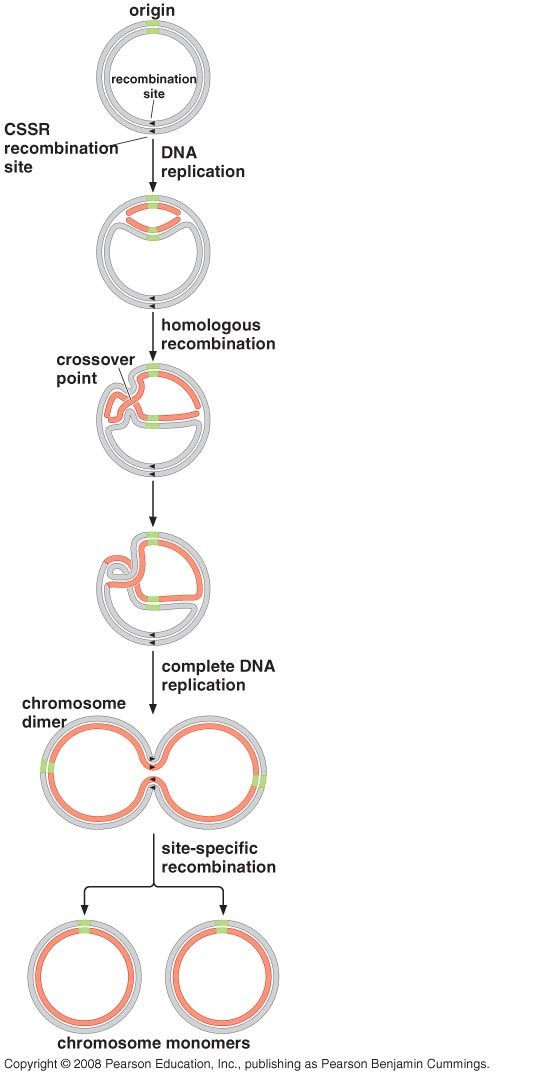 origin
recombination
site
CSSR
recombination
site
DNA
replication
homologous
recombination
crossover
point
complete DNA
replication
chromosome
dimer
site-specific
recombination
chromosome monomers
Copyright © 2008 Pearson Education, Inc., publishing as Pearson Benjamin Cummings.